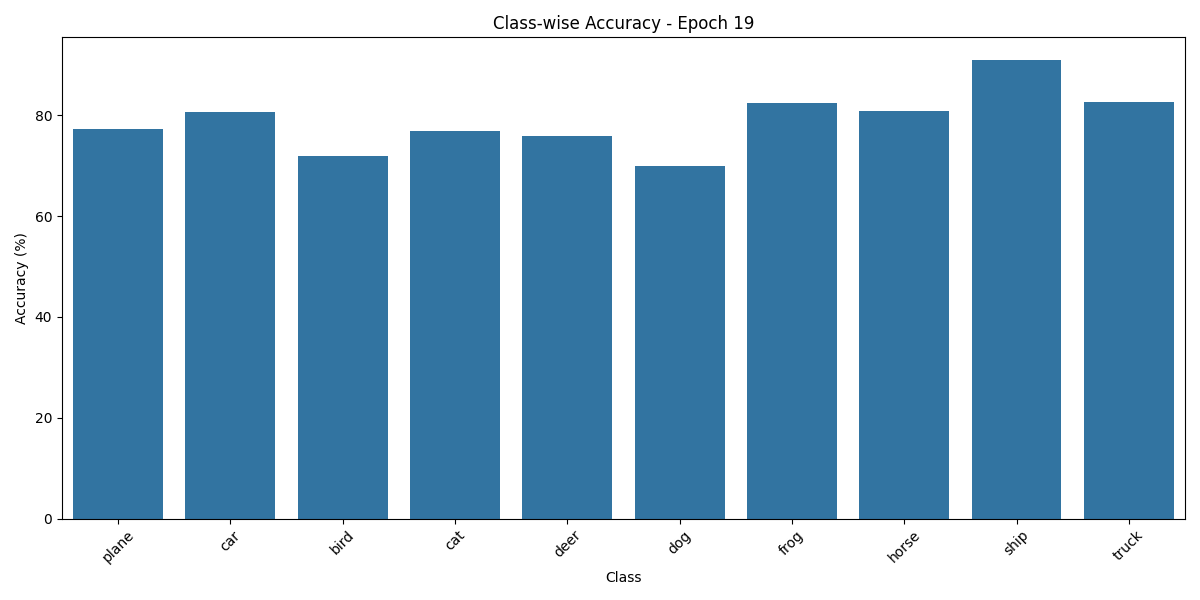 Class-wise Accuracy - Epoch 19
Accuracy (%)
80
60
40
20
0
plane
car
bird
cat
deer
dog
frog
horse
ship
truck
Class